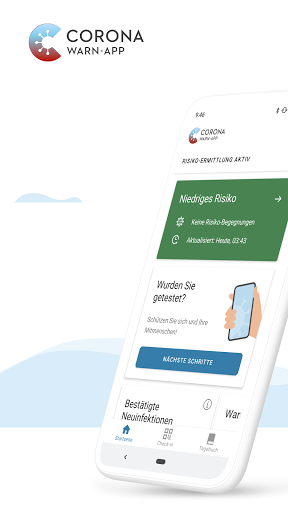 CORONA
WARN-APP
9:46
CORONA
WARN-APP
RISIKO-ERMITTLUNG AKTIV
Niedriges Risiko
Keine Risiko-Begegnungen
Aktualisiert: Heute, 03:43
Wurden Sie
getestet?
Schützen Sie sich und Ihre
Mitmenschen!
NÄCHSTE SCHRITTE
Bestätigte
Neuinfektionen
War
Startseite
Check-in
Tagebuch